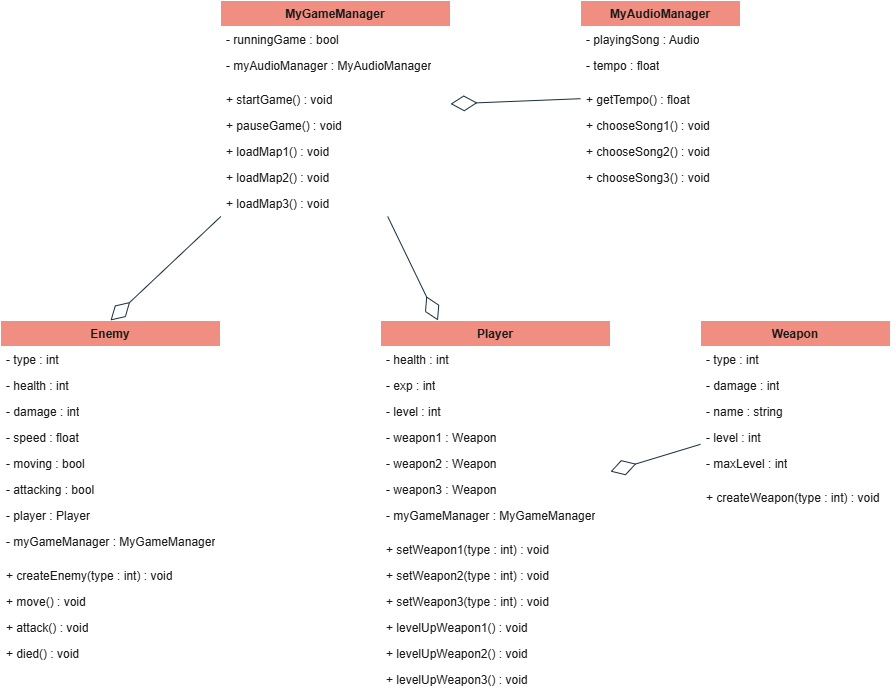 MyGameManager
- runningGame : bool
- myAudioManager : MyAudioManager
+ startGame() : void
+ pauseGame() : void
+ loadMap1() : void
+ loadMap2() : void
+ loadMap3() : void
MyAudioManager
- playingSong : Audio
- tempo : float
+ getTempo() : float
+ chooseSong1() : void
+ chooseSong2() : void
+ chooseSong3() : void
Enemy
- type : int
- health : int
- damage : int
- speed : float
- moving : bool
- attacking : bool
- player : Player
- myGameManager : MyGameManager
+ createEnemy(type : int) : void
+ move() : void
+ attack() : void
+ died() : void
Player
- health : int
- exp : int
- level : int
- weapon1 : Weapon
- weapon2 : Weapon
- weapon3 : Weapon
- myGameManager : MyGameManager
+ setWeapon1(type : int) : void
+ setWeapon2(type : int) : void
+ setWeapon3(type : int) : void
+ levelUpWeapon1() : void
+ levelUpWeapon2() : void
+ levelUpWeapon3() : void
Weapon
- type : int
- damage : int
- name : string
- level : int
- maxLevel : int
+ createWeapon(type : int) : void